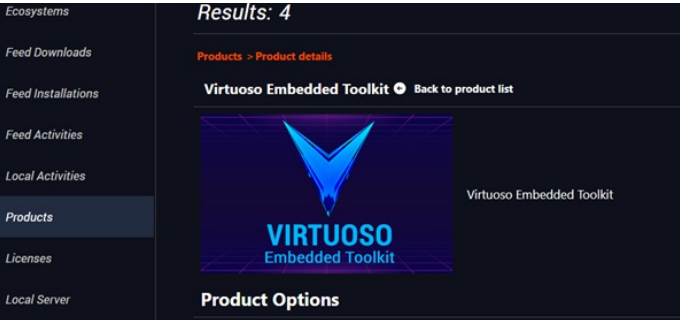 Ecosystems
Feed Downloads
Feed Installations
Feed Activities
Local Activities
Products
Licenses
Local Server
Results: 4
Products > Product details
Virtuoso Embedded Toolkit Back to product list
VIRTUOSO
Embedded Toolkit
Virtuoso Embedded Toolkit
Product Options